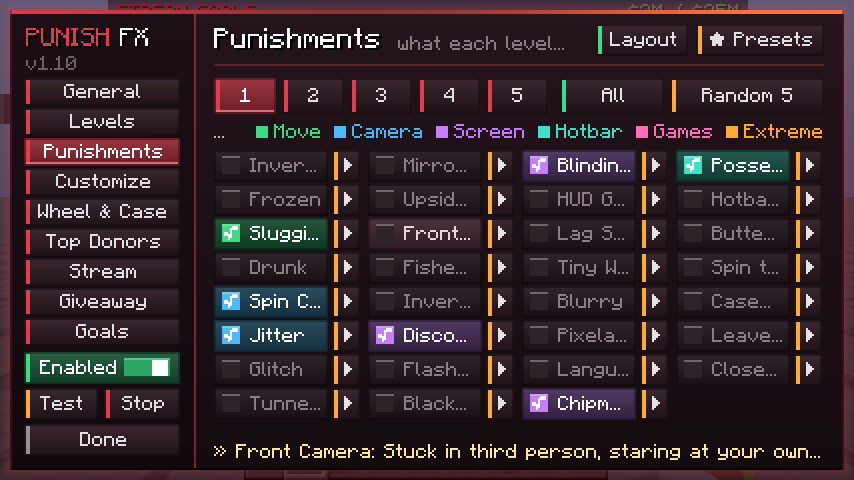 PUNISH FX
v1.10
General
Levels
Punishments
Customize
Wheel & Case
Top Donors
Stream
Giveaway
Goals
Enabled
Test Stop
Done
Punishments what each level... Layout Presets
1 2 3 4 5 All Random 5
... Move Camera Screen Hotbar Games Extreme
Inver... Mirro... Blindin... Posse...
Frozen Upsid... HUD G... Hotba...
Sluggi... Front... Lag S... Butte...
Drunk Fishe... Tiny W... Spin t...
Spin C... Inver... Blurry Case...
Jitter Disco... Pixela... Leave...
Glitch Flash... Langu... Close...
Tunne... Black... Chipm...
» Front Camera: Stuck in third person, staring at your own...